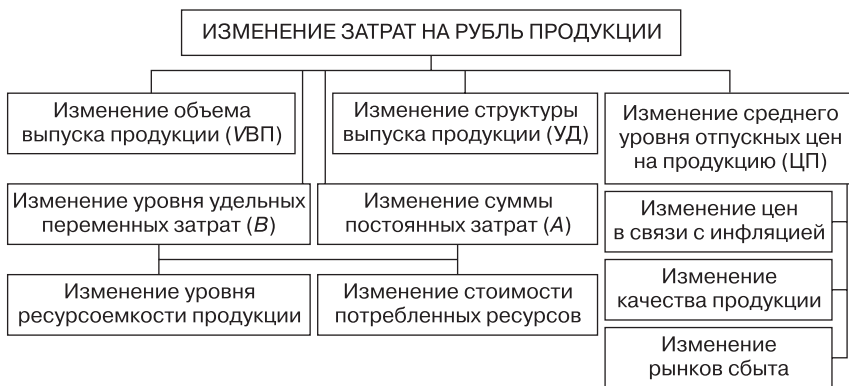 ИЗМЕНЕНИЕ ЗАТРАТ НА РУБЛЬ ПРОДУКЦИИ
Изменение объема
выпуска продукции (VВП)
Изменение структуры
выпуска продукции (УД)
Изменение среднего
уровня отпускных цен
на продукцию (ЦП)
Изменение уровня удельных
переменных затрат (В)
Изменение суммы
постоянных затрат (А)
Изменение цен
в связи с инфляцией
Изменение уровня
ресурсоемкости продукции
Изменение стоимости
потребленных ресурсов
Изменение
качества продукции
Изменение
рынков сбыта